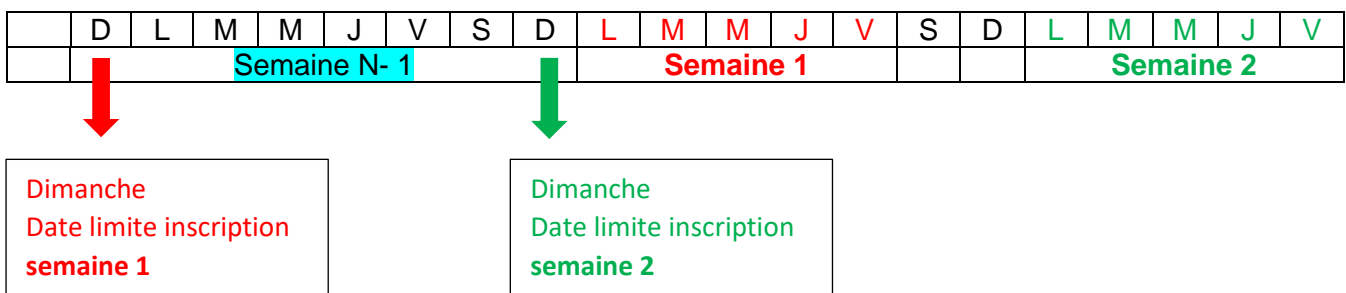 D L M M J V S D L M M J V S D L M M J V
Semaine N- 1 Semaine 1 Semaine 2
Dimanche
Date limite inscription
semaine 1
Dimanche
Date limite inscription
semaine 2